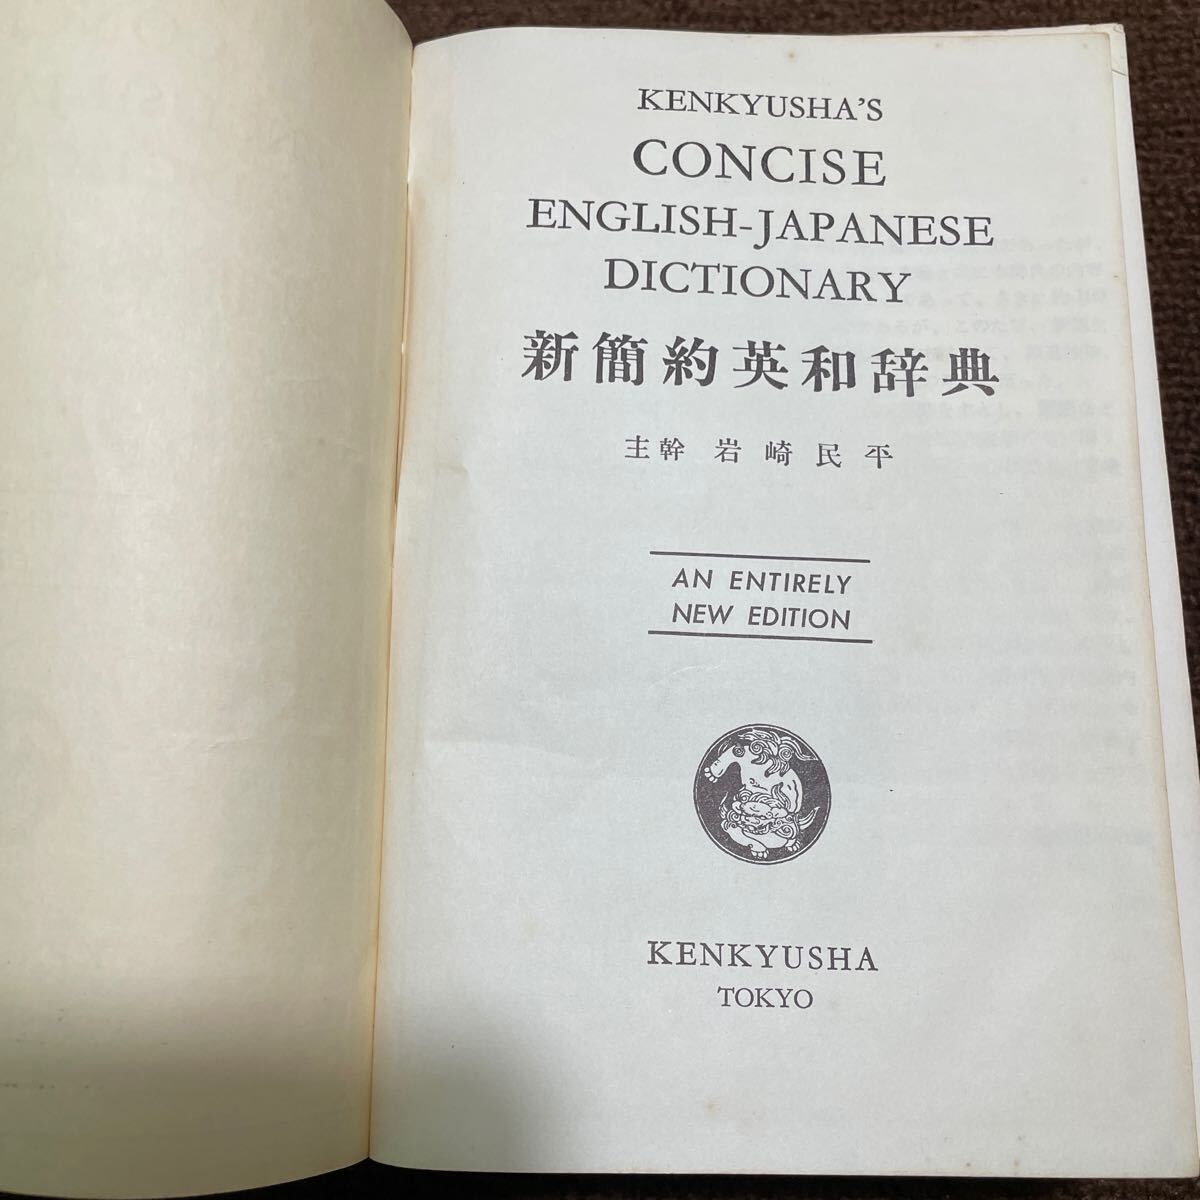 KENKYUSHA'S
CONCISE
ENGLISH-JAPANESE
DICTIONARY
新簡約英和辞典
主幹 岩崎民平
AN ENTIRELY
NEW EDITION
KENKYUSHA
TOKYO